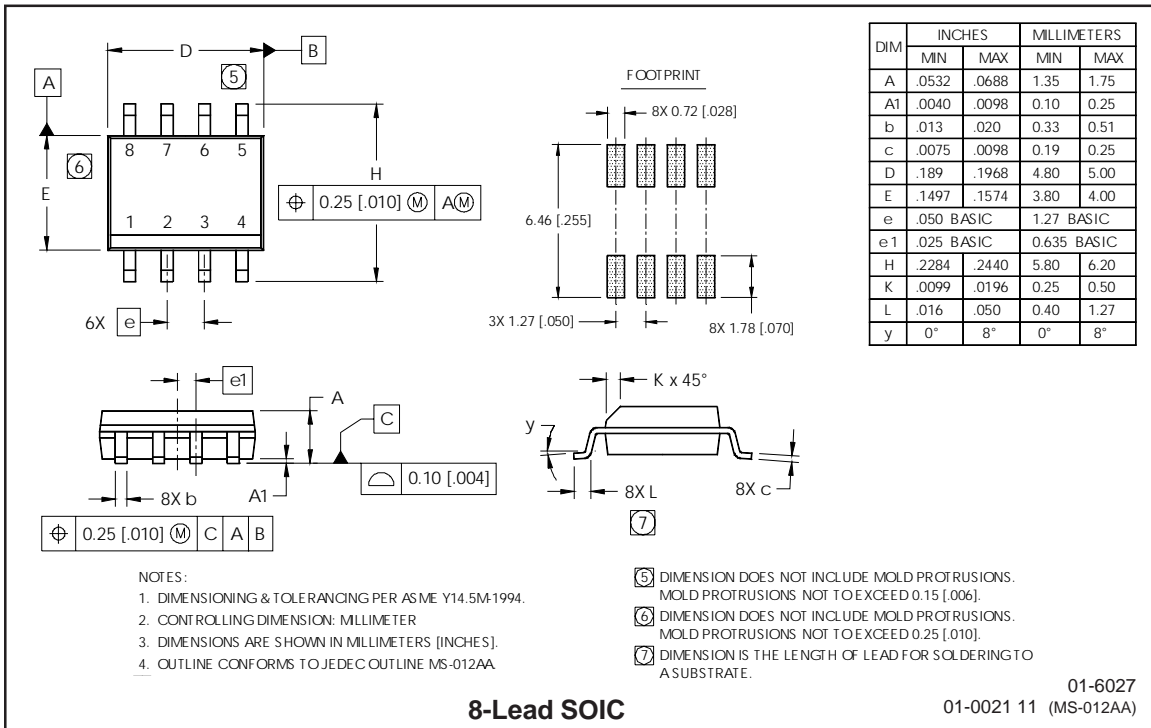 D
B
5
A
8 7 6 5
6
E
H
⌖ 0.25 [.010] Ⓜ AⓂ
1 2 3 4
6X e
FOOTPRINT
8X 0.72 [.028]
6.46 [.255]
3X 1.27 [.050]
8X 1.78 [.070]
DIM INCHES MILLIMETERS
MIN MAX MIN MAX
A .0532 .0688 1.35 1.75
A1 .0040 .0098 0.10 0.25
b .013 .020 0.33 0.51
c .0075 .0098 0.19 0.25
D .189 .1968 4.80 5.00
E .1497 .1574 3.80 4.00
e .050 BASIC 1.27 BASIC
e1 .025 BASIC 0.635 BASIC
H .2284 .2440 5.80 6.20
K .0099 .0196 0.25 0.50
L .016 .050 0.40 1.27
y 0° 8° 0° 8°
e1
A
C
⌓ 0.10 [.004]
8X b
A1
⌖ 0.25 [.010] Ⓜ C A B
K x 45°
y
8X L
8X c
7
NOTES:
1. DIMENSIONING & TOLERANCING PER ASME Y14.5M-1994.
2. CONTROLLING DIMENSION: MILLIMETER
3. DIMENSIONS ARE SHOWN IN MILLIMETERS [INCHES].
4. OUTLINE CONFORMS TO JEDEC OUTLINE MS-012AA.
5 DIMENSION DOES NOT INCLUDE MOLD PROTRUSIONS.
MOLD PROTRUSIONS NOT TO EXCEED 0.15 [.006].
6 DIMENSION DOES NOT INCLUDE MOLD PROTRUSIONS.
MOLD PROTRUSIONS NOT TO EXCEED 0.25 [.010].
7 DIMENSION IS THE LENGTH OF LEAD FOR SOLDERING TO
A SUBSTRATE.
8-Lead SOIC
01-6027
01-0021 11 (MS-012AA)